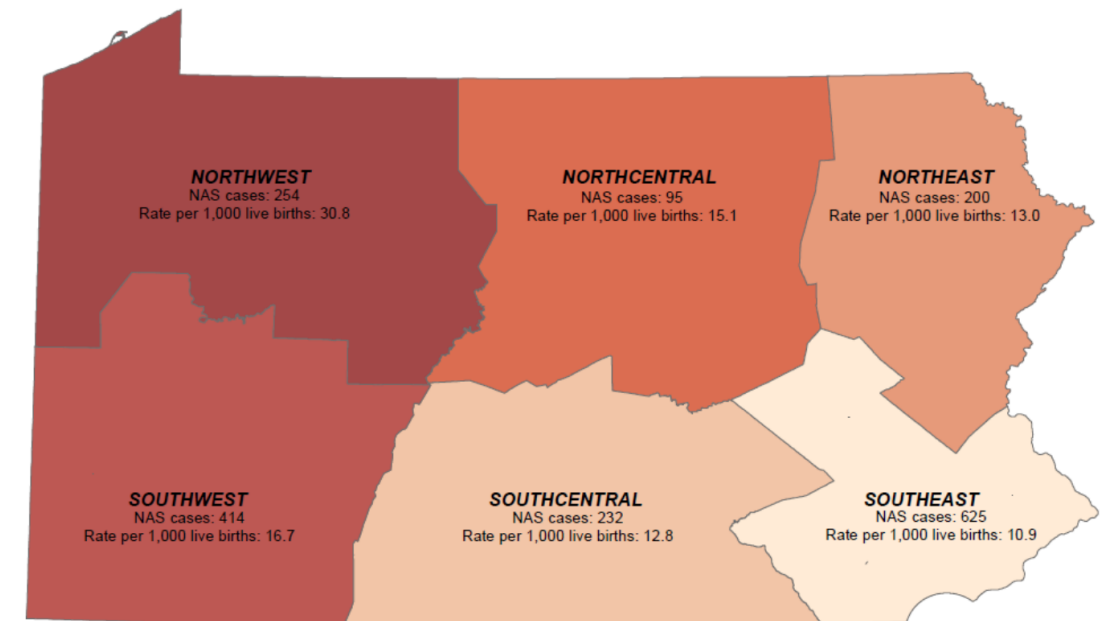 NORTHWEST
NAS cases: 254
Rate per 1,000 live births: 30.8
NORTHCENTRAL
NAS cases: 95
Rate per 1,000 live births: 15.1
NORTHEAST
NAS cases: 200
Rate per 1,000 live births: 13.0
SOUTHWEST
NAS cases: 414
Rate per 1,000 live births: 16.7
SOUTHCENTRAL
NAS cases: 232
Rate per 1,000 live births: 12.8
SOUTHEAST
NAS cases: 625
Rate per 1,000 live births: 10.9